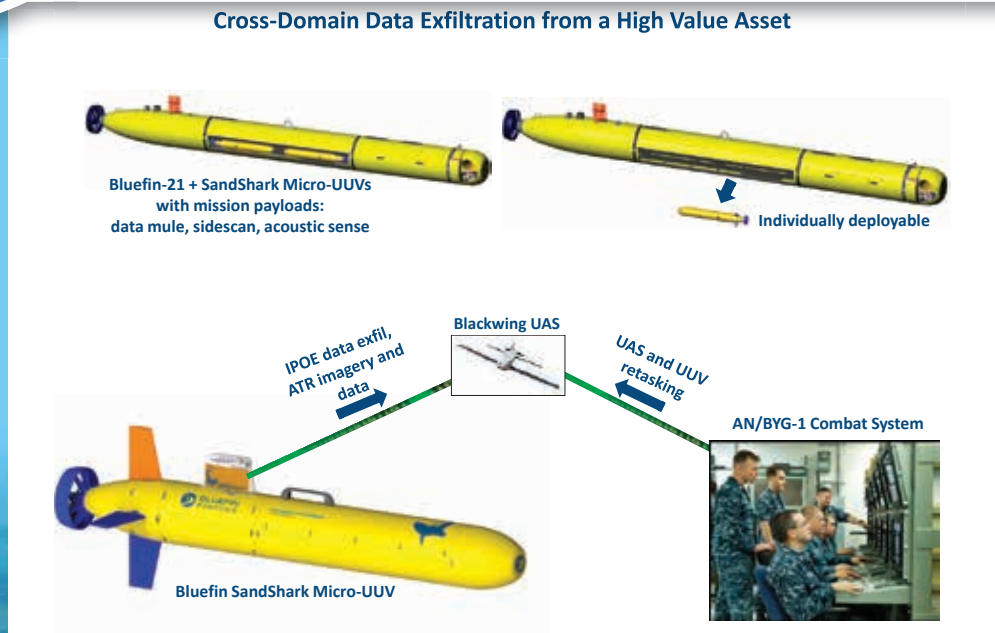 Cross-Domain Data Exfiltration from a High Value Asset
Bluefin-21 + SandShark Micro-UUVs
with mission payloads:
data mule, sidescan, acoustic sense
Individually deployable
Blackwing UAS
IPOE data exfil,
ATR imagery and
data
UAS and UUV
retasking
AN/BYG-1 Combat System
BLUEFIN
ROBOTICS
Bluefin SandShark Micro-UUV